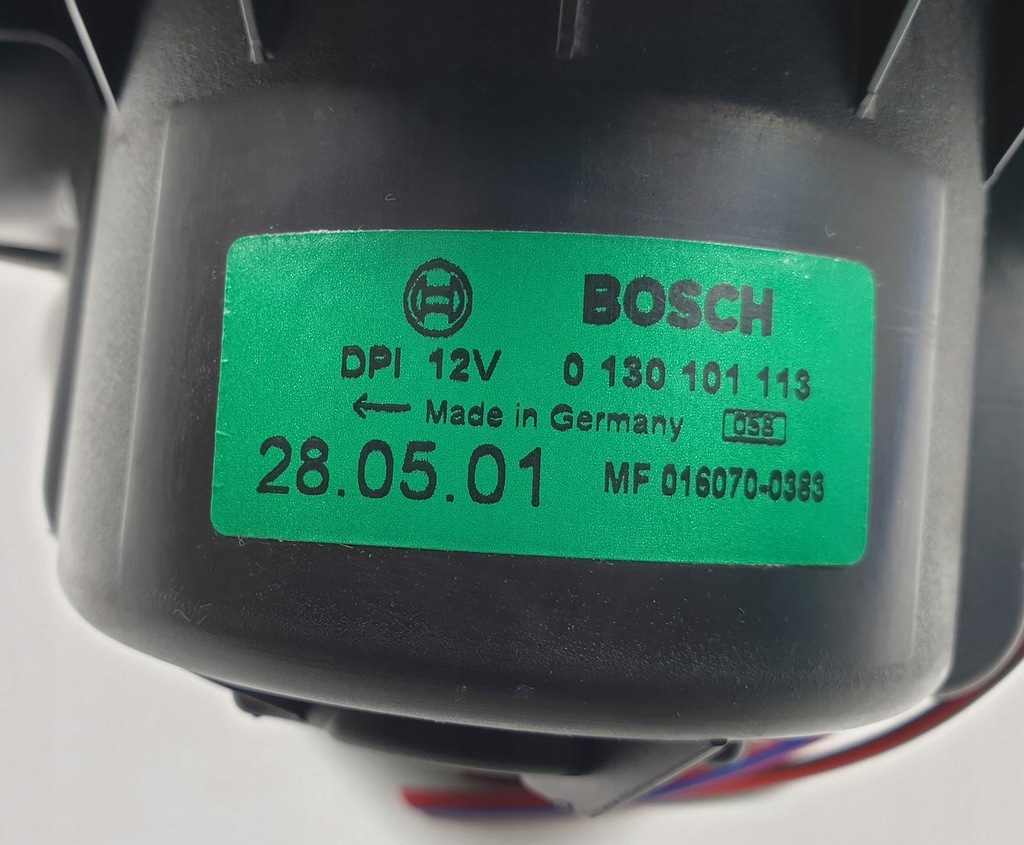 BOSCH
DPI 12V 0 130 101 113
← Made in Germany 058
28.05.01 MF 016070-0383